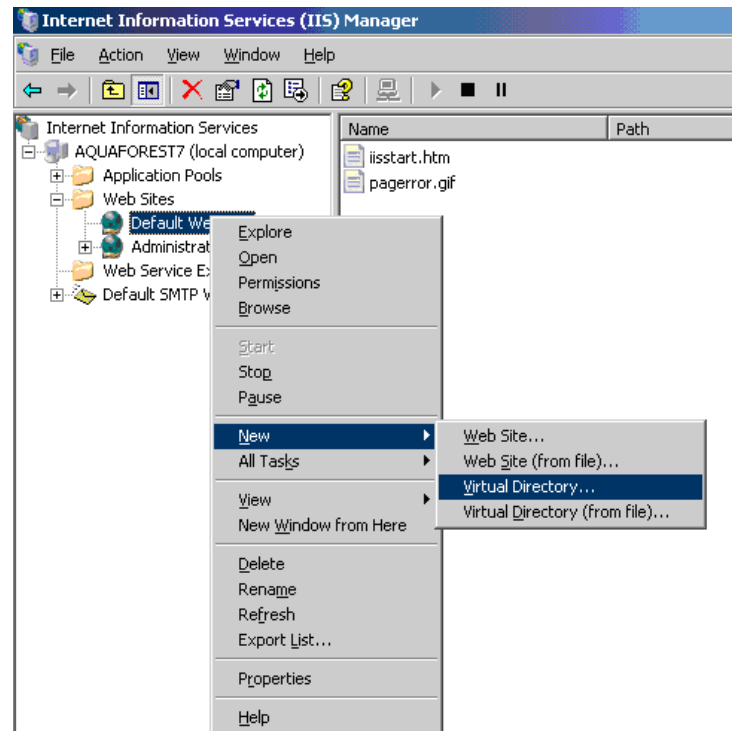 Internet Information Services (IIS) Manager
File Action View Window Help
Internet Information Services
AQUAFOREST7 (local computer)
Application Pools
Web Sites
Default We
Administrat
Web Service Ex
Default SMTP V
Name Path
iisstart.htm
pagerror.gif
Explore
Open
Permissions
Browse
Start
Stop
Pause
New
All Tasks
View
New Window from Here
Delete
Rename
Refresh
Export List...
Properties
Help
Web Site...
Web Site (from file)...
Virtual Directory...
Virtual Directory (from file)...